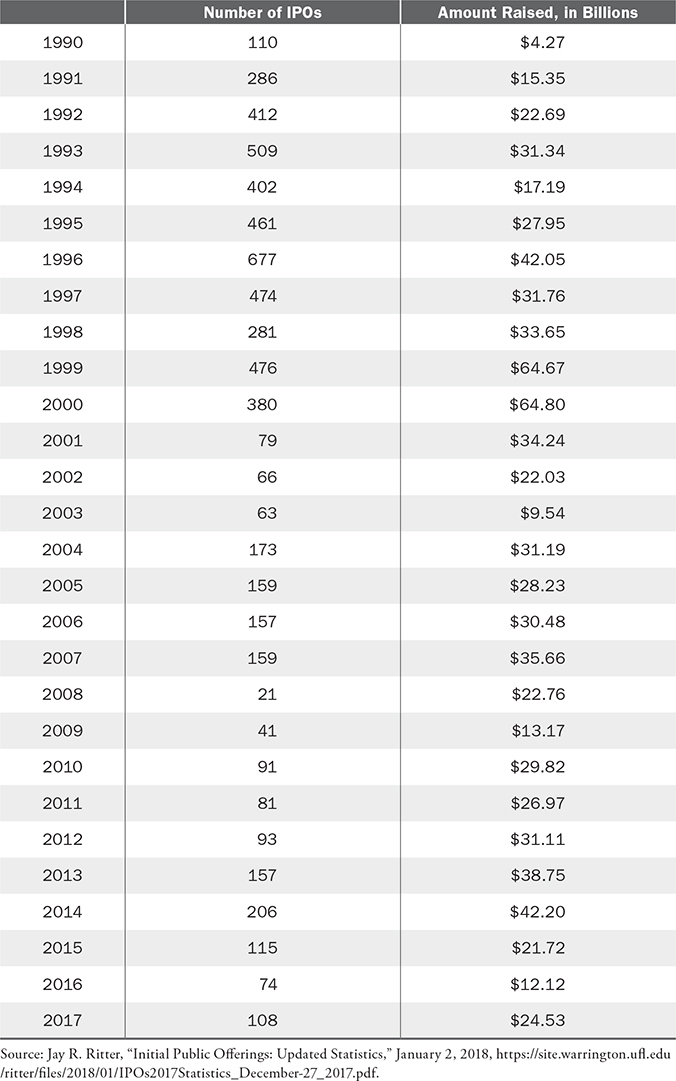 Number of IPOs Amount Raised, in Billions
1990 110 $4.27
1991 286 $15.35
1992 412 $22.69
1993 509 $31.34
1994 402 $17.19
1995 461 $27.95
1996 677 $42.05
1997 474 $31.76
1998 281 $33.65
1999 476 $64.67
2000 380 $64.80
2001 79 $34.24
2002 66 $22.03
2003 63 $9.54
2004 173 $31.19
2005 159 $28.23
2006 157 $30.48
2007 159 $35.66
2008 21 $22.76
2009 41 $13.17
2010 91 $29.82
2011 81 $26.97
2012 93 $31.11
2013 157 $38.75
2014 206 $42.20
2015 115 $21.72
2016 74 $12.12
2017 108 $24.53
Source: Jay R. Ritter, “Initial Public Offerings: Updated Statistics,” January 2, 2018, https://site.warrington.ufl.edu
/ritter/files/2018/01/IPOs2017Statistics_December-27_2017.pdf.